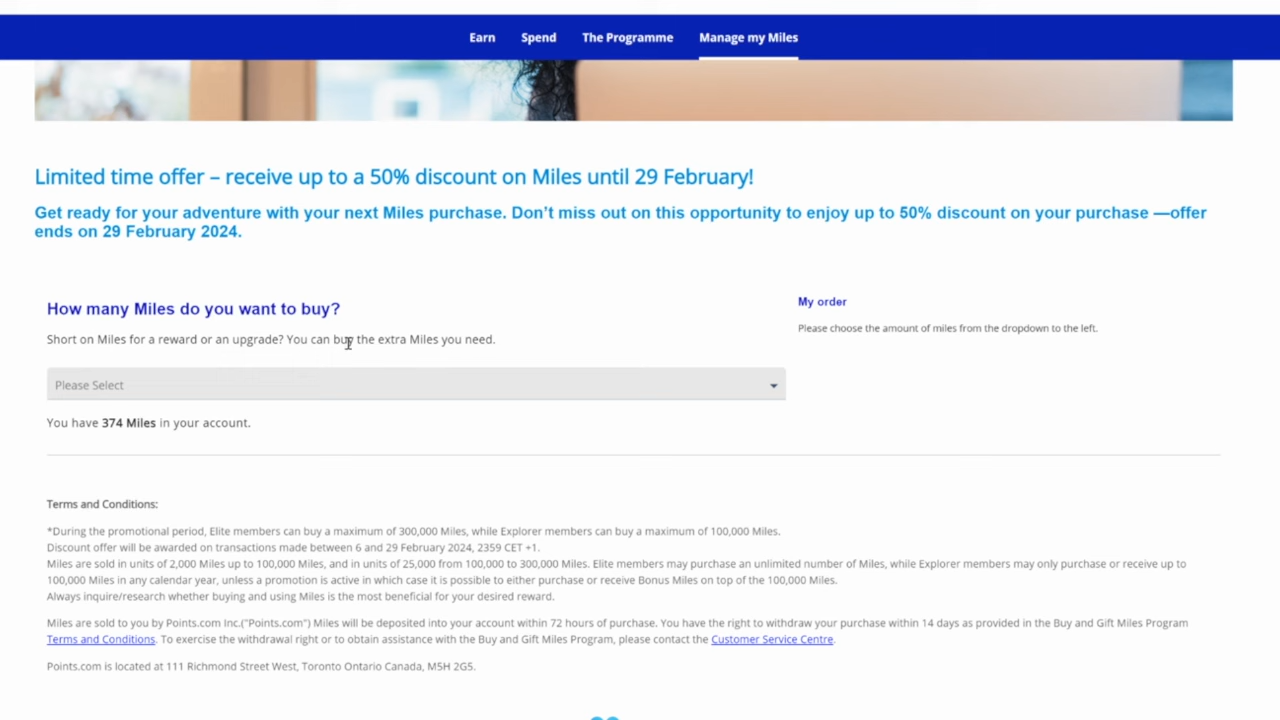 Earn Spend The Programme Manage my Miles
Limited time offer – receive up to a 50% discount on Miles until 29 February!
Get ready for your adventure with your next Miles purchase. Don't miss out on this opportunity to enjoy up to 50% discount on your purchase —offer
ends on 29 February 2024.
How many Miles do you want to buy?
Short on Miles for a reward or an upgrade? You can buy the extra Miles you need.
Please Select
You have 374 Miles in your account.
My order
Please choose the amount of miles from the dropdown to the left.
Terms and Conditions:
*During the promotional period, Elite members can buy a maximum of 300,000 Miles, while Explorer members can buy a maximum of 100,000 Miles.
Discount offer will be awarded on transactions made between 6 and 29 February 2024, 2359 CET +1.
Miles are sold in units of 2,000 Miles up to 100,000 Miles, and in units of 25,000 from 100,000 to 300,000 Miles. Elite members may purchase an unlimited number of Miles, while Explorer members may only purchase or receive up to
100,000 Miles in any calendar year, unless a promotion is active in which case it is possible to either purchase or receive Bonus Miles on top of the 100,000 Miles.
Always inquire/research whether buying and using Miles is the most beneficial for your desired reward.
Miles are sold to you by Points.com Inc.("Points.com") Miles will be deposited into your account within 72 hours of purchase. You have the right to withdraw your purchase within 14 days as provided in the Buy and Gift Miles Program
Terms and Conditions. To exercise the withdrawal right or to obtain assistance with the Buy and Gift Miles Program, please contact the Customer Service Centre.
Points.com is located at 111 Richmond Street West, Toronto Ontario Canada, M5H 2G5.